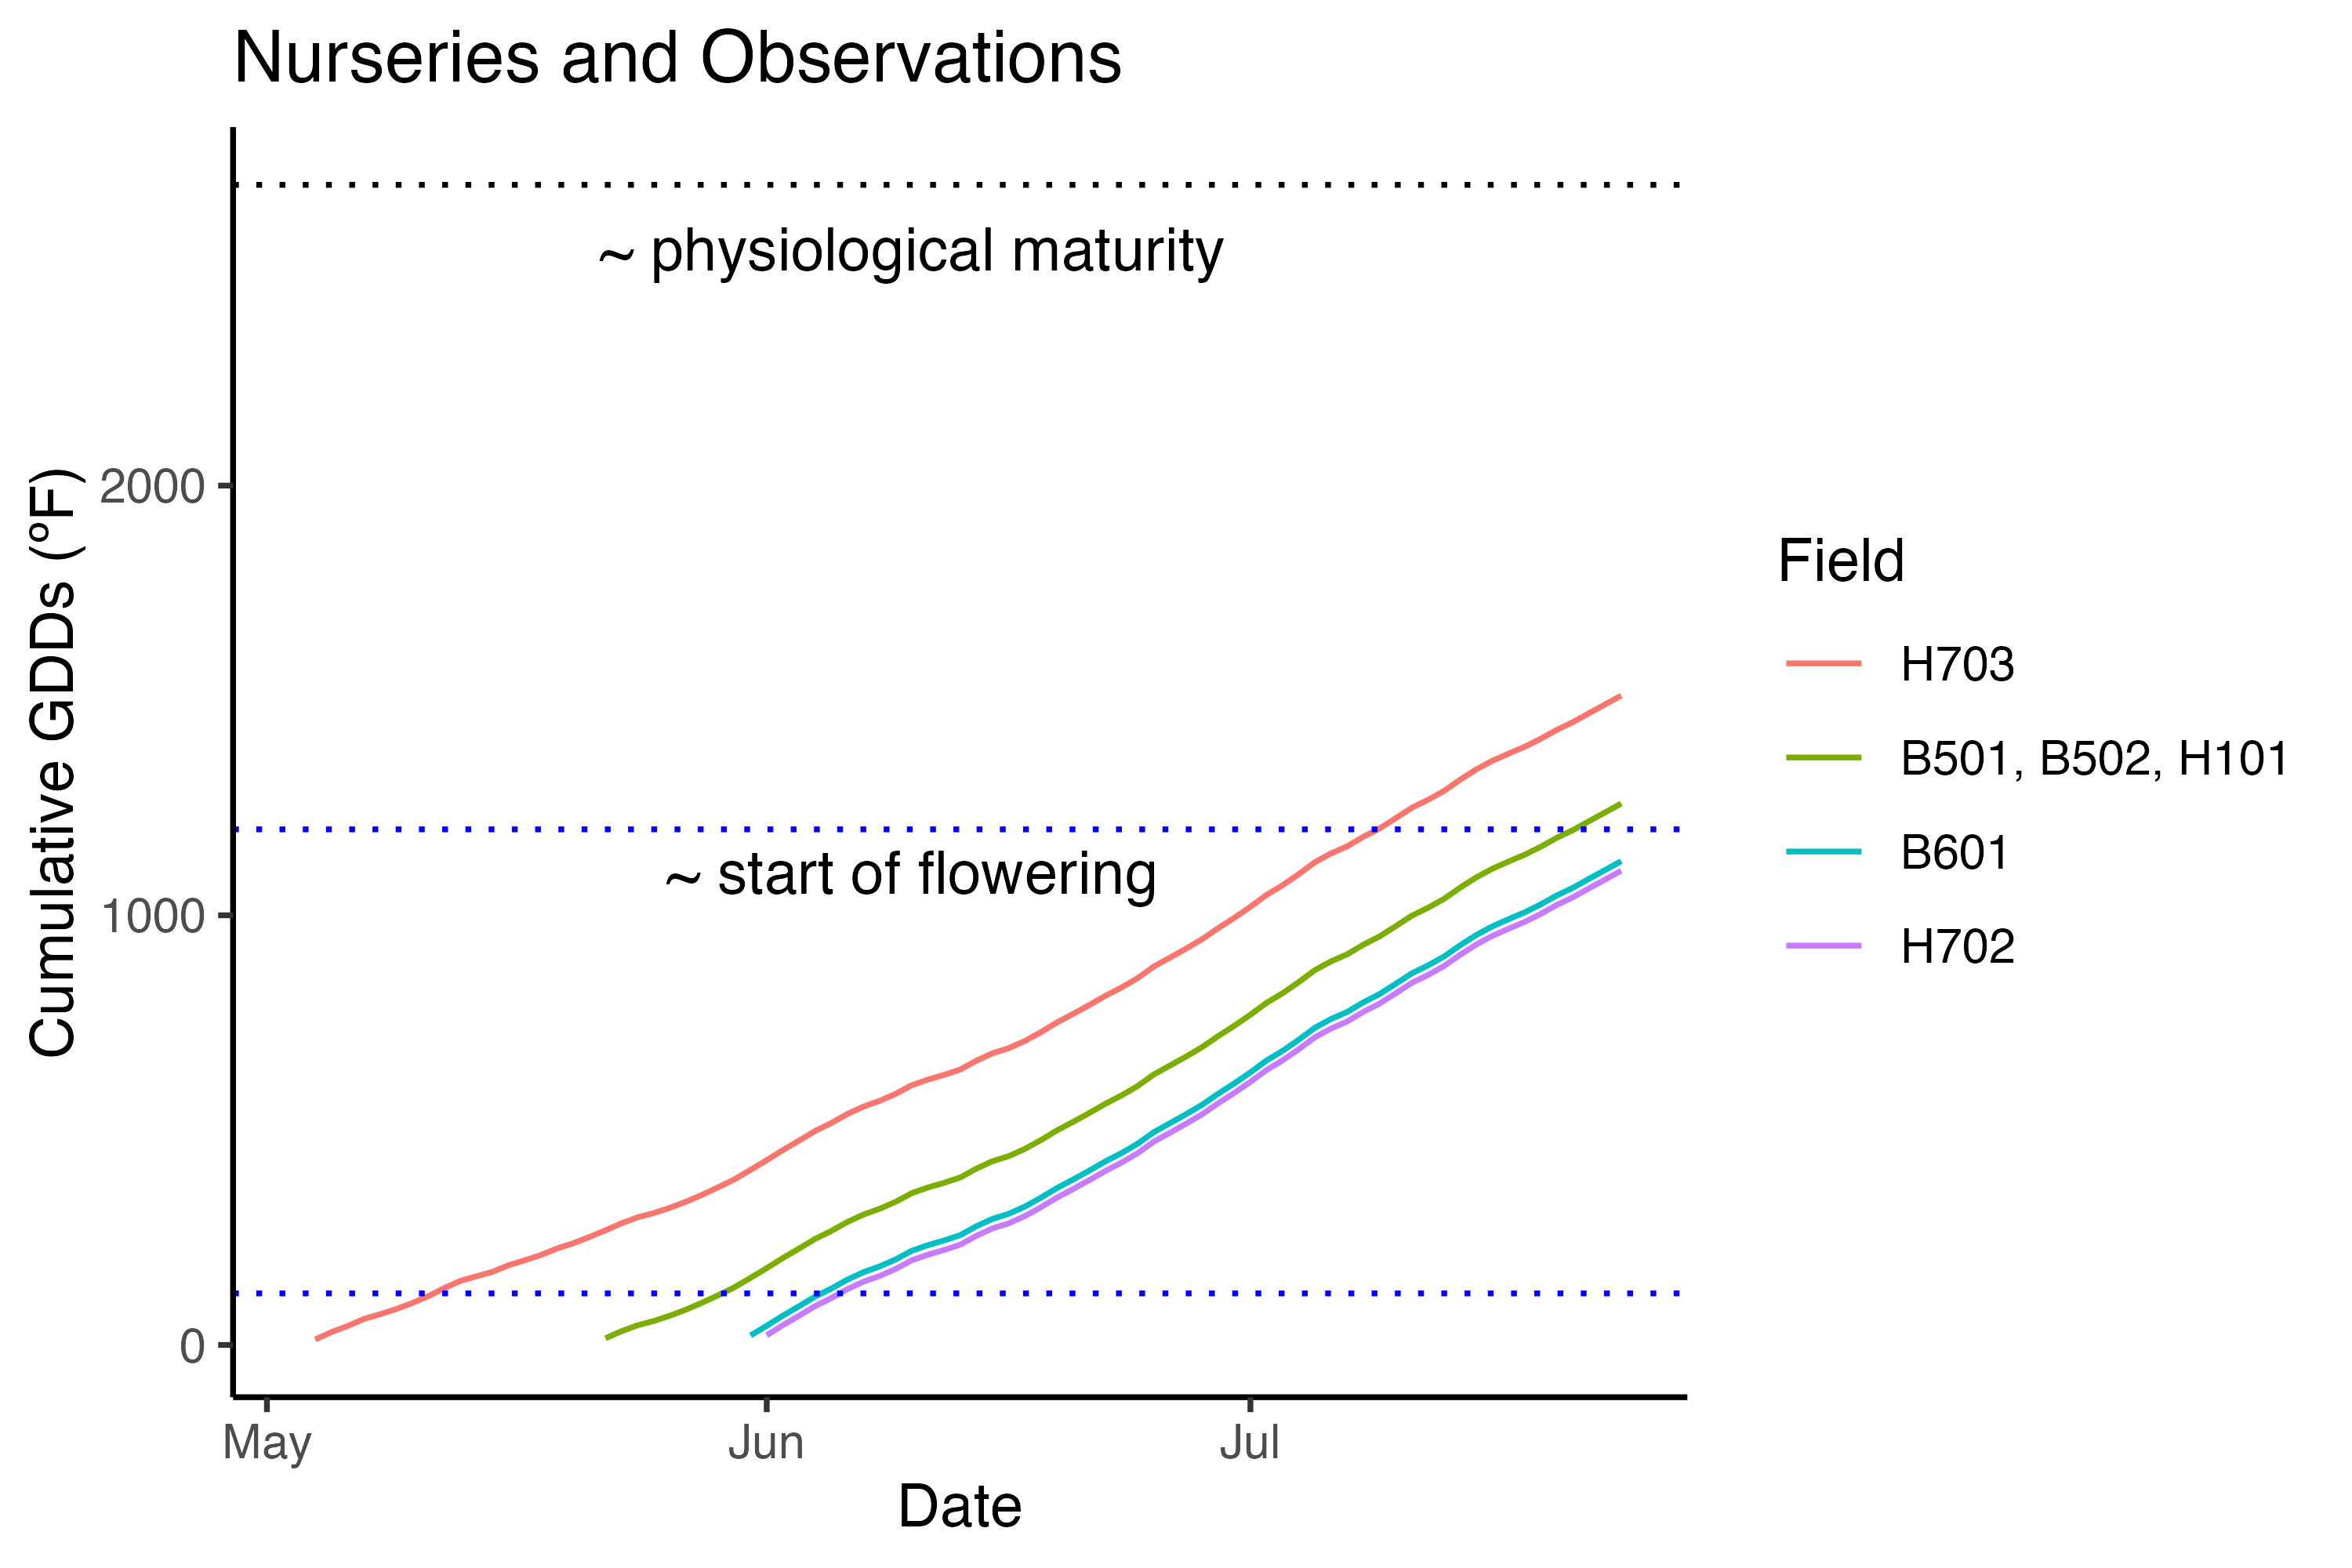 Nurseries and Observations
~ physiological maturity
~ start of flowering
Cumulative GDDs (ºF)
2000
1000
0
May
Jun
Jul
Date
Field
H703
B501, B502, H101
B601
H702